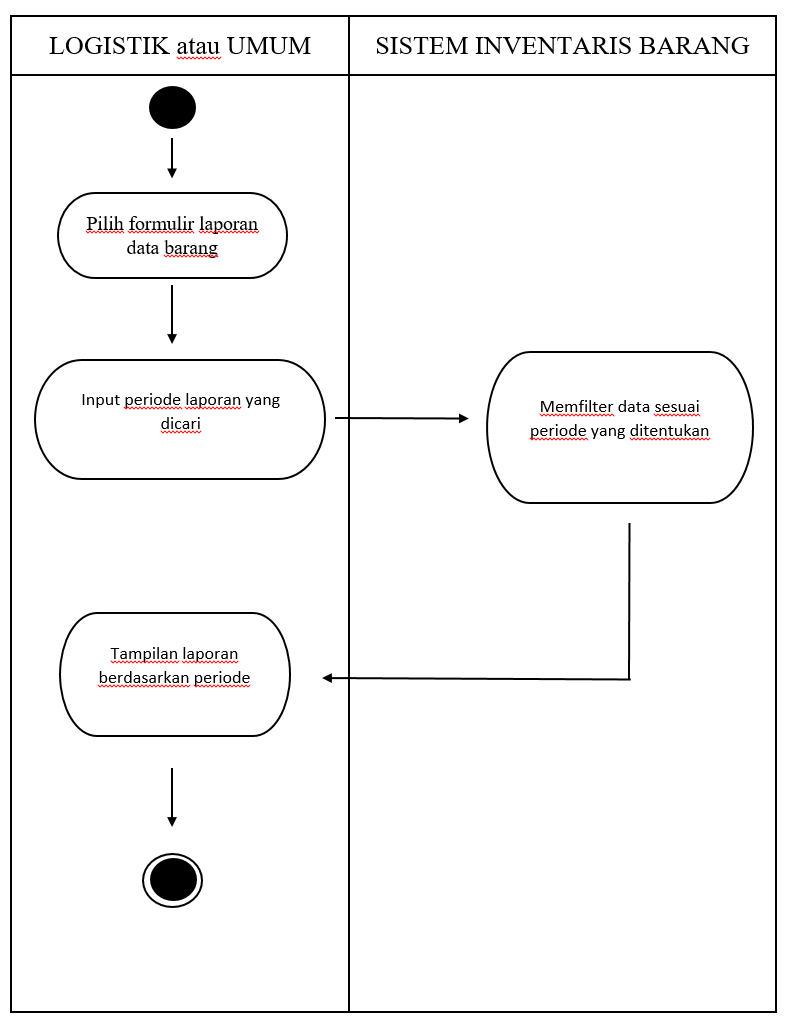 LOGISTIK atau UMUM
SISTEM INVENTARIS BARANG
Pilih formulir laporan
data barang
Input periode laporan yang
dicari
Memfilter data sesuai
periode yang ditentukan
Tampilan laporan
berdasarkan periode